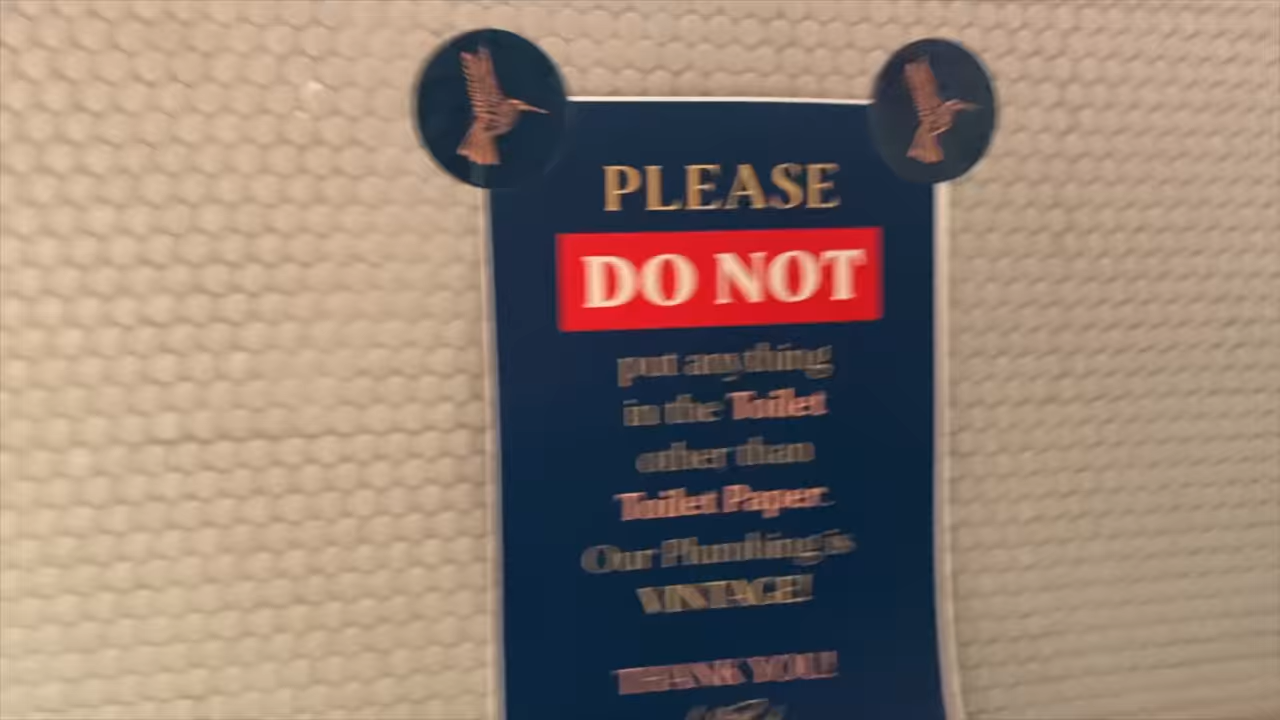 PLEASE
DO NOT
put anything
in the Toilet
other than
Toilet Paper.
Our Plumbing is
VINTAGE!
THANK YOU!